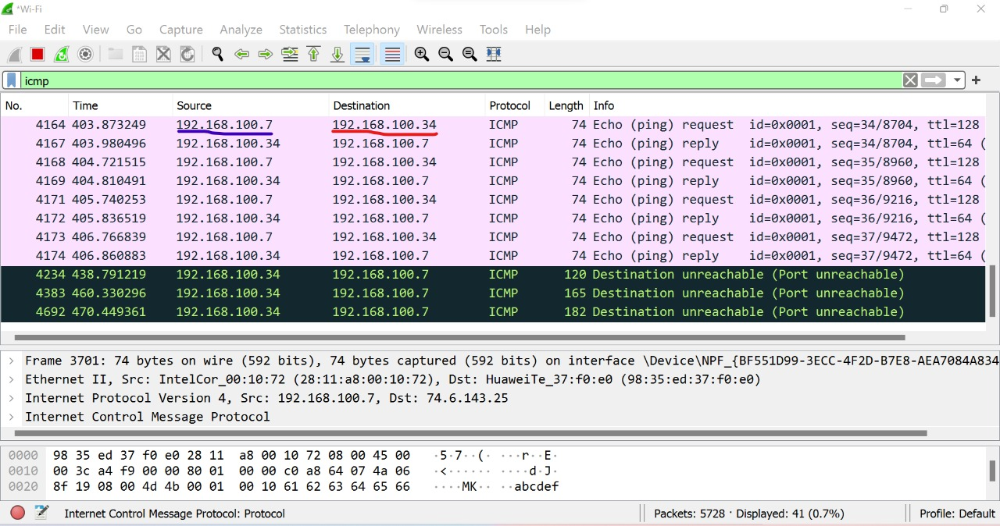 *Wi-Fi
File Edit View Go Capture Analyze Statistics Telephony Wireless Tools Help
icmp
No. Time Source Destination Protocol Length Info
4164 403.873249 192.168.100.7 192.168.100.34 ICMP 74 Echo (ping) request id=0x0001, seq=34/8704, ttl=128
4167 403.980496 192.168.100.34 192.168.100.7 ICMP 74 Echo (ping) reply id=0x0001, seq=34/8704, ttl=64 (
4168 404.721515 192.168.100.7 192.168.100.34 ICMP 74 Echo (ping) request id=0x0001, seq=35/8960, ttl=128
4169 404.810491 192.168.100.34 192.168.100.7 ICMP 74 Echo (ping) reply id=0x0001, seq=35/8960, ttl=64 (
4171 405.740253 192.168.100.7 192.168.100.34 ICMP 74 Echo (ping) request id=0x0001, seq=36/9216, ttl=128
4172 405.836519 192.168.100.34 192.168.100.7 ICMP 74 Echo (ping) reply id=0x0001, seq=36/9216, ttl=64 (
4173 406.766839 192.168.100.7 192.168.100.34 ICMP 74 Echo (ping) request id=0x0001, seq=37/9472, ttl=128
4174 406.860883 192.168.100.34 192.168.100.7 ICMP 74 Echo (ping) reply id=0x0001, seq=37/9472, ttl=64 (
4234 438.791219 192.168.100.34 192.168.100.7 ICMP 120 Destination unreachable (Port unreachable)
4383 460.330296 192.168.100.34 192.168.100.7 ICMP 165 Destination unreachable (Port unreachable)
4692 470.449361 192.168.100.34 192.168.100.7 ICMP 182 Destination unreachable (Port unreachable)
Frame 3701: 74 bytes on wire (592 bits), 74 bytes captured (592 bits) on interface \Device\NPF_{BF551D99-3ECC-4F2D-B7E8-AEA7084A834
Ethernet II, Src: IntelCor_00:10:72 (28:11:a8:00:10:72), Dst: HuaweiTe_37:f0:e0 (98:35:ed:37:f0:e0)
Internet Protocol Version 4, Src: 192.168.100.7, Dst: 74.6.143.25
Internet Control Message Protocol
0000 98 35 ed 37 f0 e0 28 11 a8 00 10 72 08 00 45 00 ·5·7··(· ···r··E·
0010 00 3c a4 f9 00 00 80 01 00 00 c0 a8 64 07 4a 06 ·<······ ····d·J·
0020 8f 19 08 00 4d 4b 00 01 00 10 61 62 63 64 65 66 ····MK·· ··abcdef
Internet Control Message Protocol: Protocol Packets: 5728 · Displayed: 41 (0.7%) Profile: Default